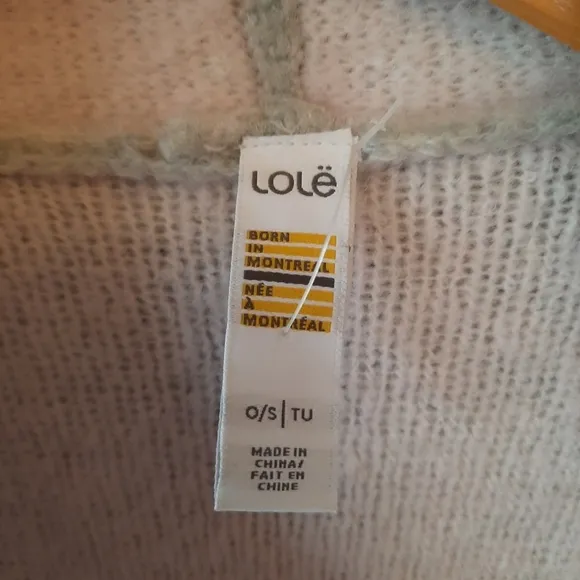 LOLË
BORN
IN
MONTREAL
NÉE
À
MONTRÉAL
O/S|TU
MADE IN
CHINA/
FAIT EN
CHINE